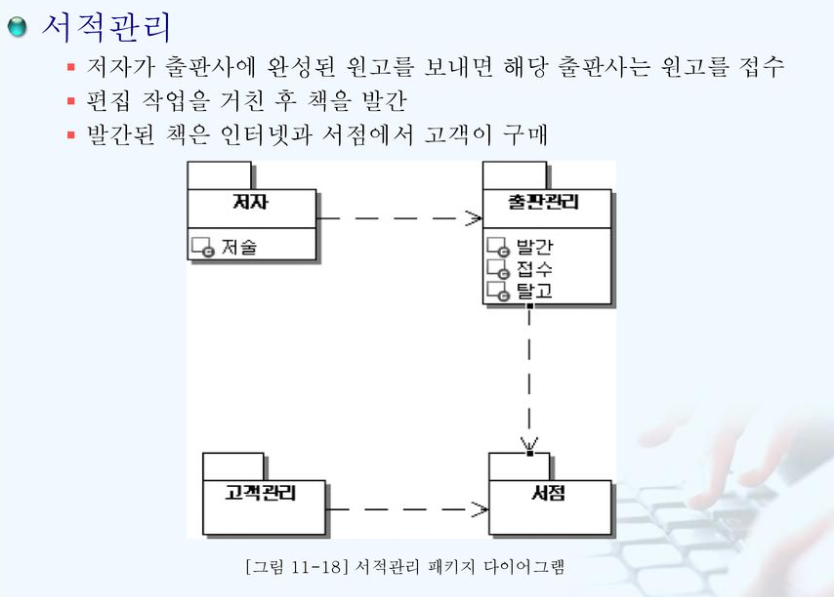 서적관리
저자가 출판사에 완성된 원고를 보내면 해당 출판사는 원고를 접수
편집 작업을 거친 후 책을 발간
발간된 책은 인터넷과 서점에서 고객이 구매
저자
저술
출판관리
발간
접수
탈고
고객관리
서점
[그림 11-18] 서적관리 패키지 다이어그램